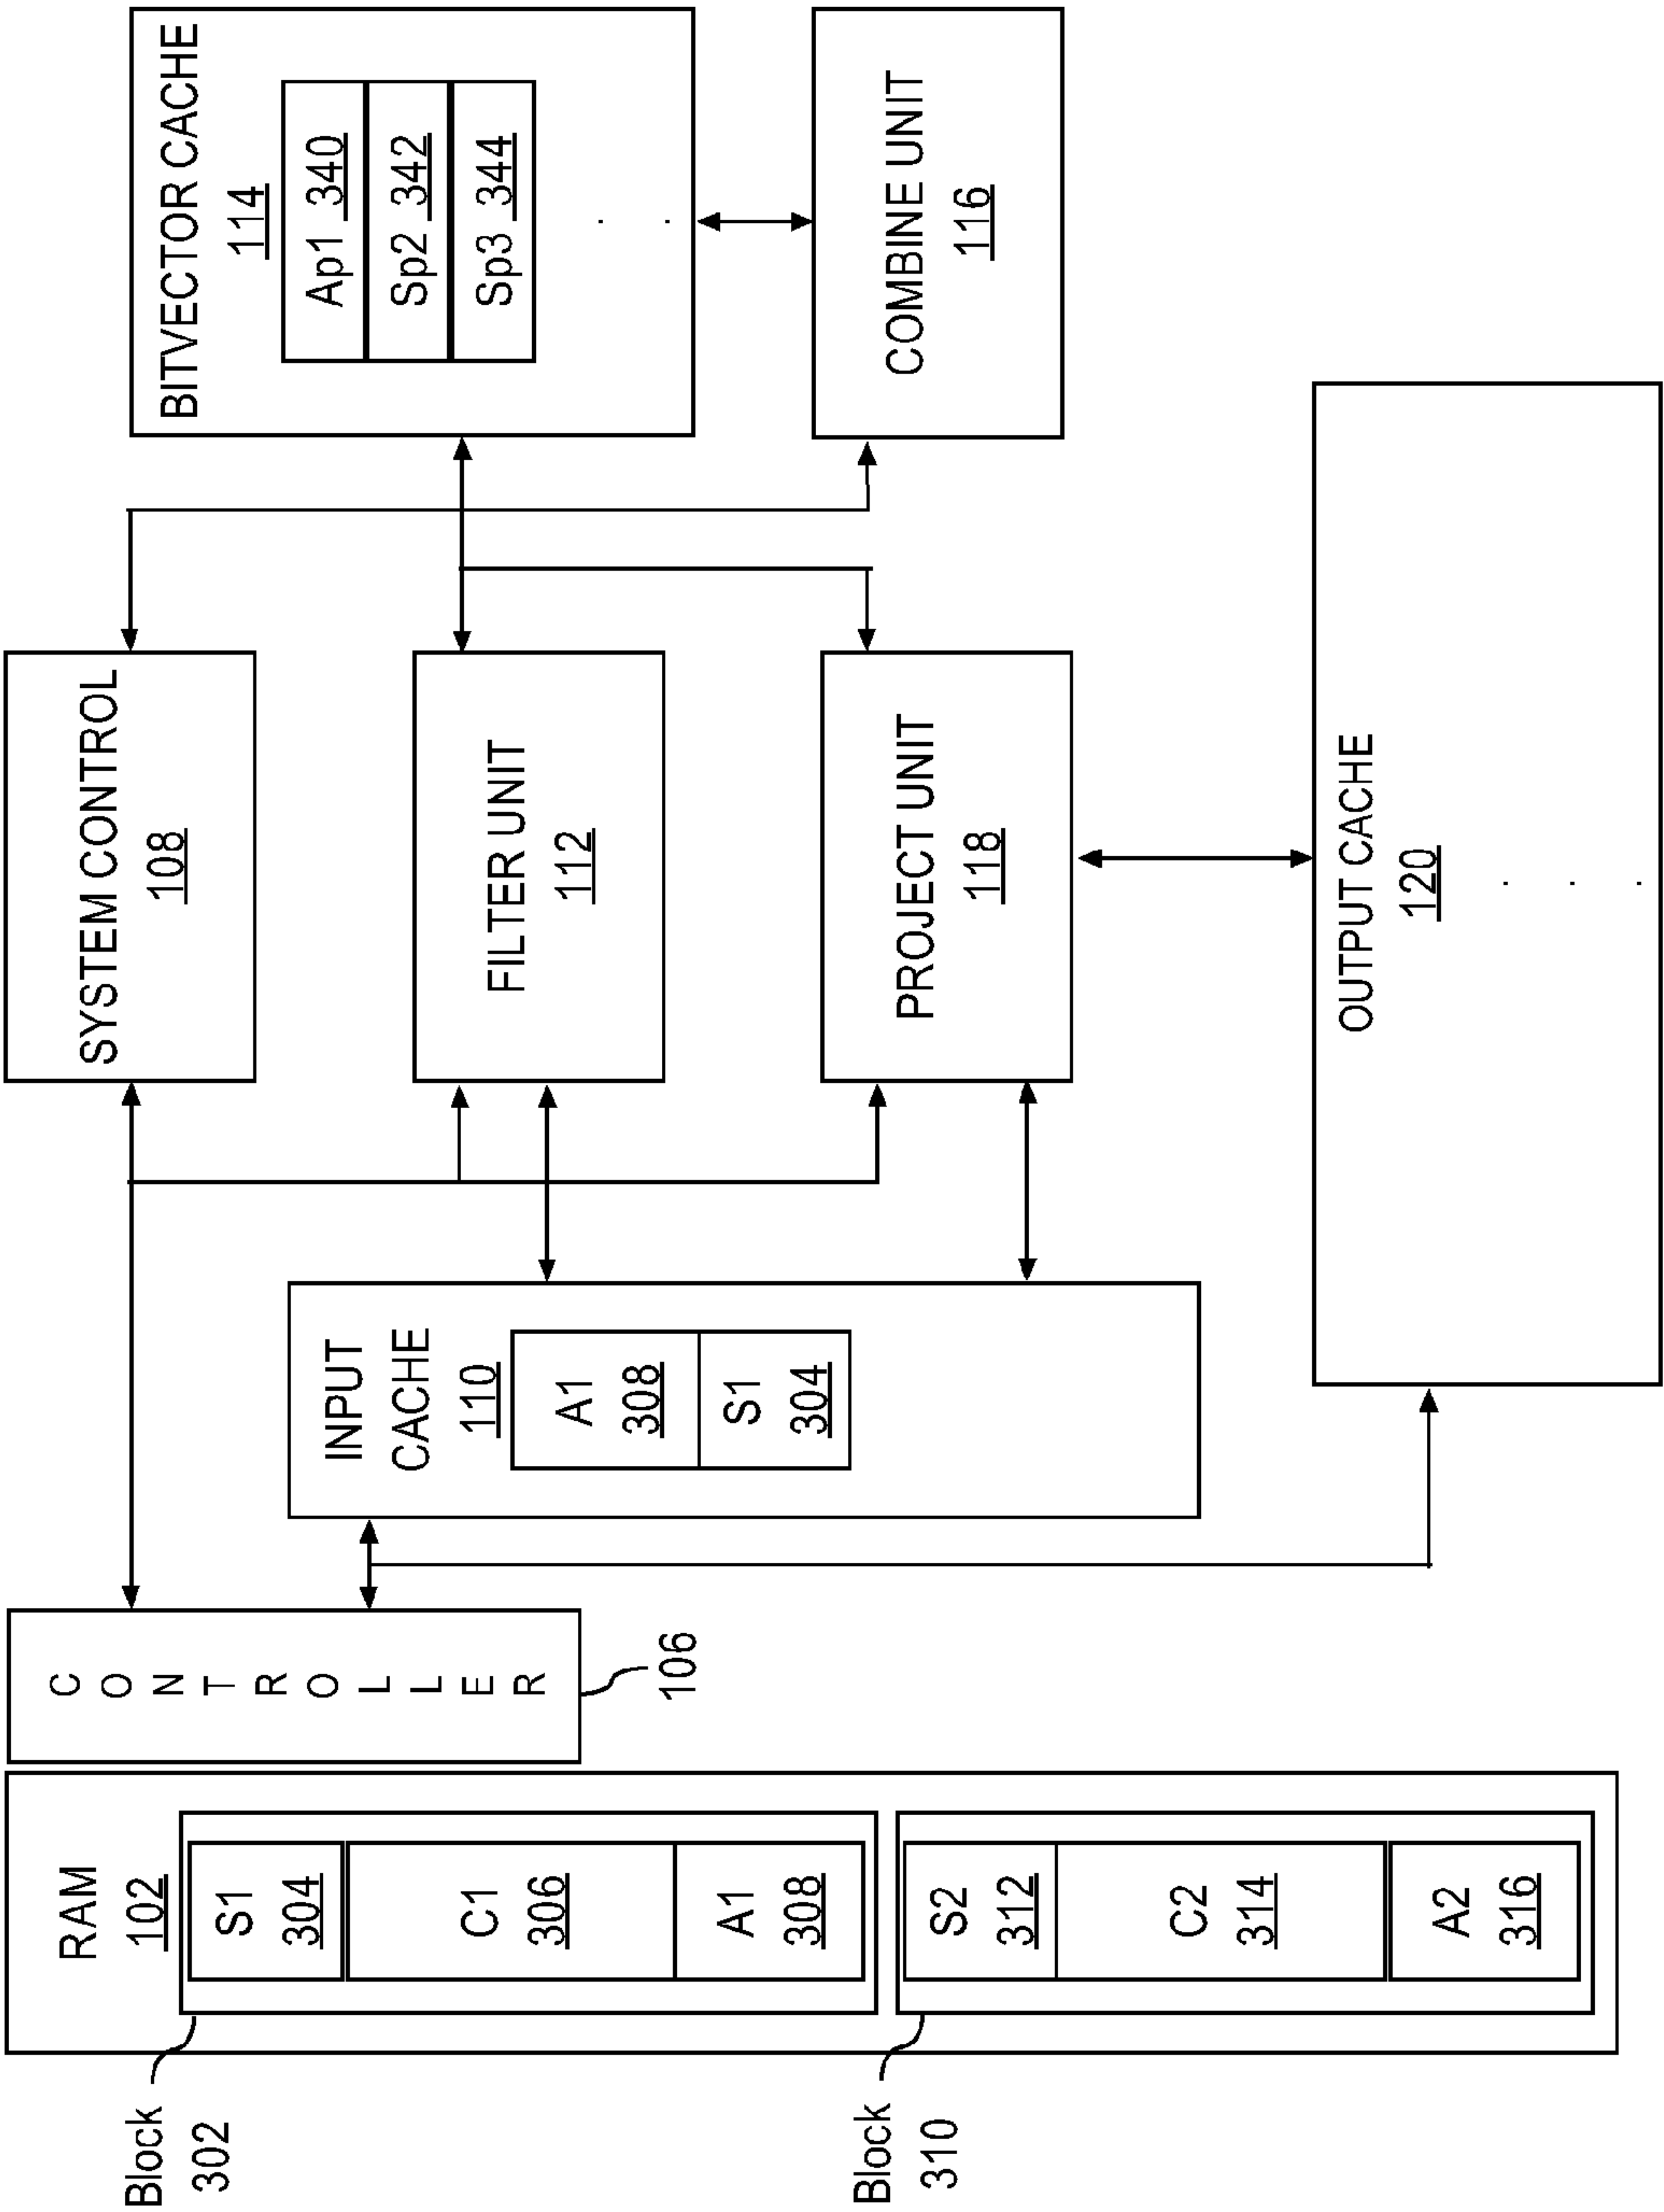 RAM
102
S1
304
C1
306
A1
308
S2
312
C2
314
A2
316
Block
302
Block
310
CONTROLLER
106
INPUT
CACHE
110
A1
308
S1
304
SYSTEM CONTROL
108
FILTER UNIT
112
PROJECT UNIT
118
BITVECTOR CACHE
114
Ap1 340
Sp2 342
Sp3 344
. .
COMBINE UNIT
116
OUTPUT CACHE
120
. . .